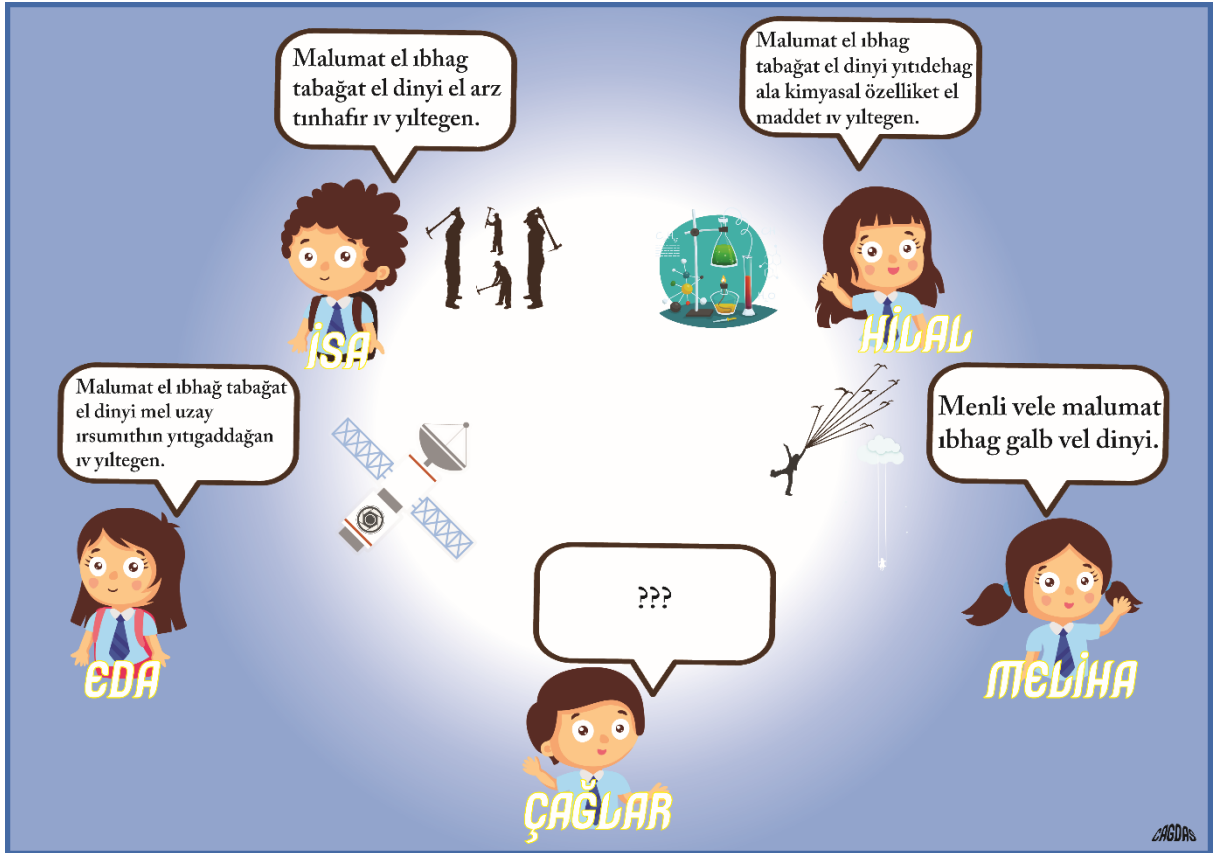 Malumat el ıbhag
tabağat el dinyi el arz
tınhafır ıv yıltegen.
İSA
Malumat el ıbhag
tabağat el dinyi yıtıdehag
ala kimyasal özelliket el
maddet ıv yıltegen.
HİLAL
Malumat el ıbhağ tabağat
el dinyi mel uzay
ırsumıthın yıtıgaddağan
ıv yıltegen.
EDA
Menli vele malumat
ıbhag galb vel dinyi.
MELİHA
???
ÇAĞLAR
CAGDAS